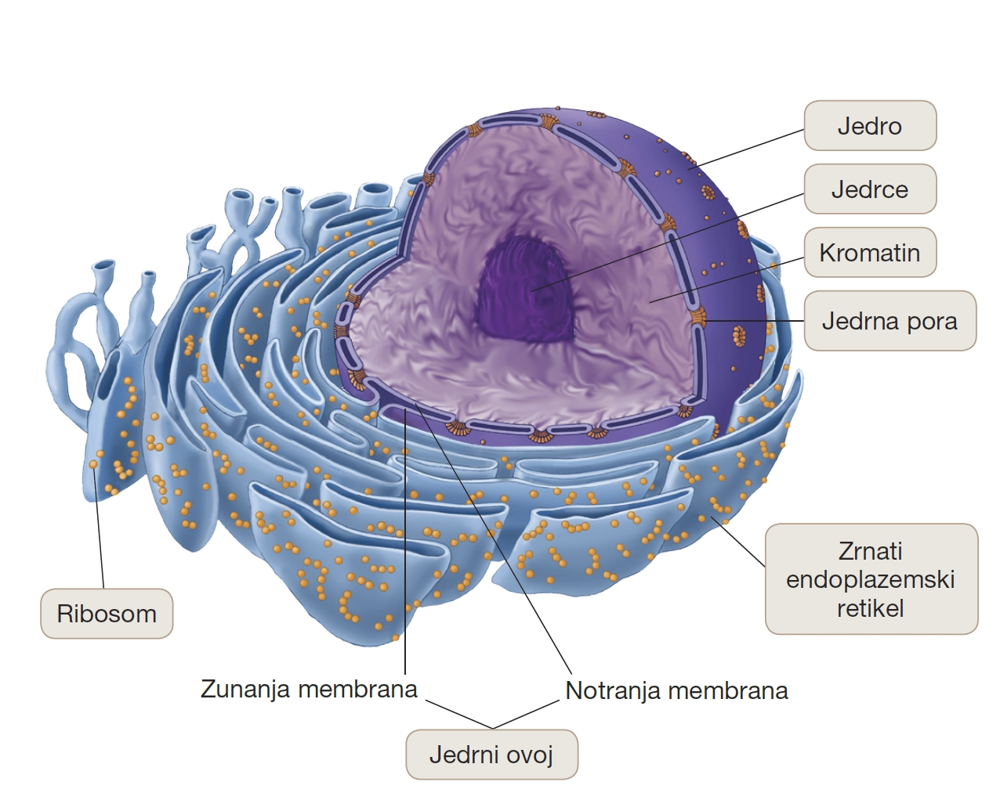 Jedro
Jedrce
Kromatin
Jedrna pora
Zrnati
endoplazemski
retikel
Ribosom
Zunanja membrana
Notranja membrana
Jedrni ovoj